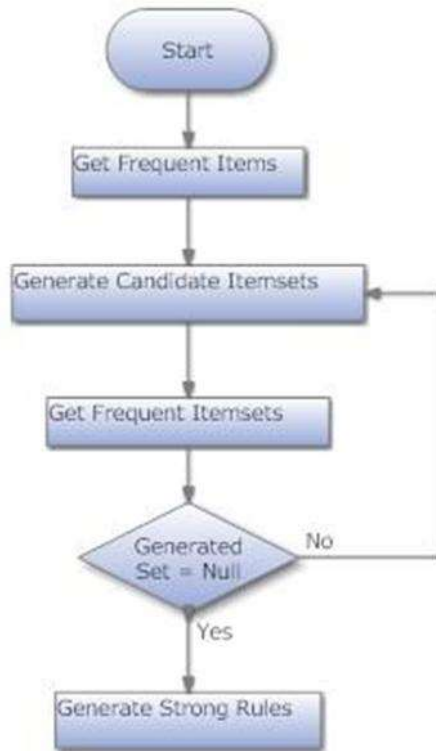 Start
Get Frequent Items
Generate Candidate Itemsets
Get Frequent Itemsets
Generated
Set = Null
No
Yes
Generate Strong Rules